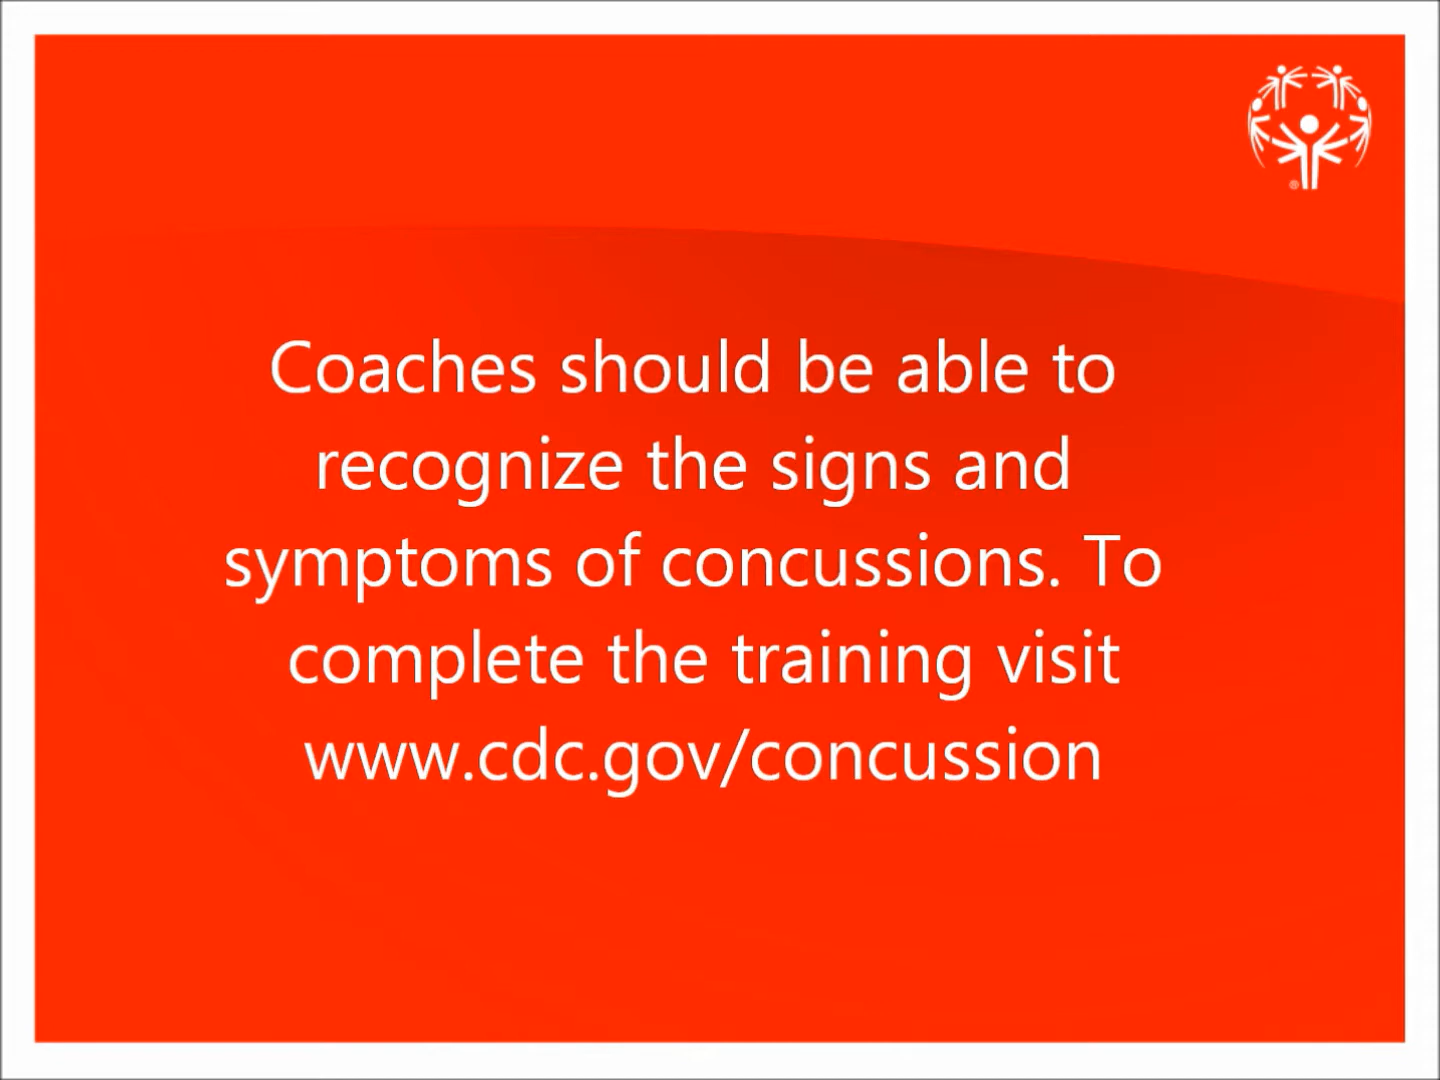 Coaches should be able to
recognize the signs and
symptoms of concussions. To
complete the training visit
www.cdc.gov/concussion
®